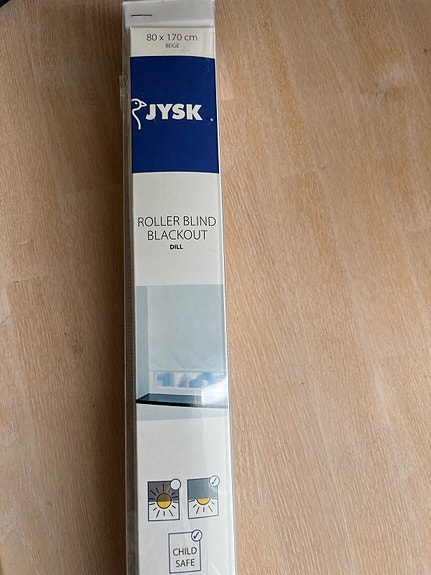 80 x 170 cm
BEIGE
JYSK
ROLLER BLIND
BLACKOUT
DILL
CHILD
SAFE